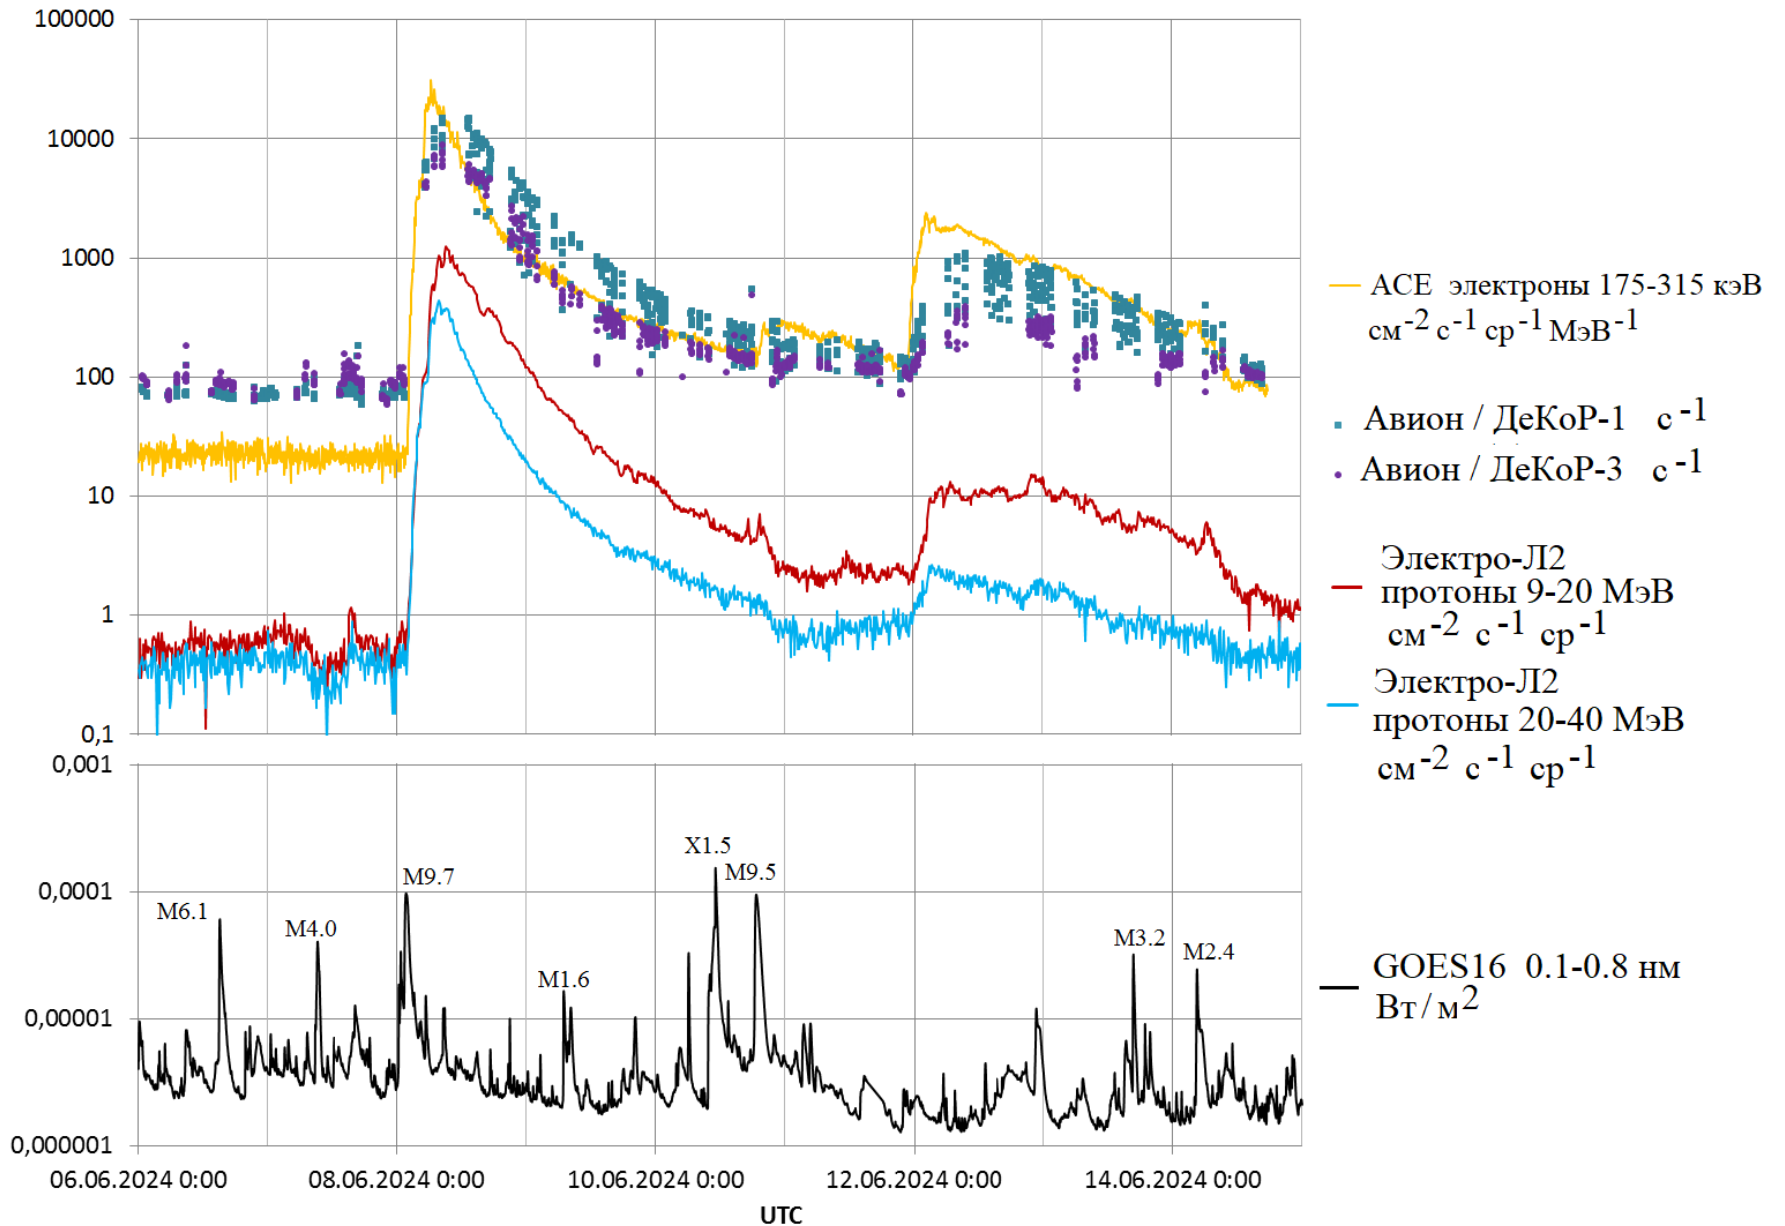 100000
10000
1000
100
10
1
0,1
ACE электроны 175-315 кэВ
см-2 с-1 ср-1 МэВ-1
Авион / ДеКоР-1 с -1
Авион / ДеКоР-3 с -1
Электро-Л2
протоны 9-20 МэВ
см-2 с-1 ср-1
Электро-Л2
протоны 20-40 МэВ
см-2 с-1 ср-1
0,001
0,0001
0,00001
0,000001
M6.1
M4.0
M9.7
M1.6
X1.5
M9.5
M3.2
M2.4
GOES16 0.1-0.8 нм
Вт/м2
06.06.2024 0:00
08.06.2024 0:00
10.06.2024 0:00
12.06.2024 0:00
14.06.2024 0:00
UTC